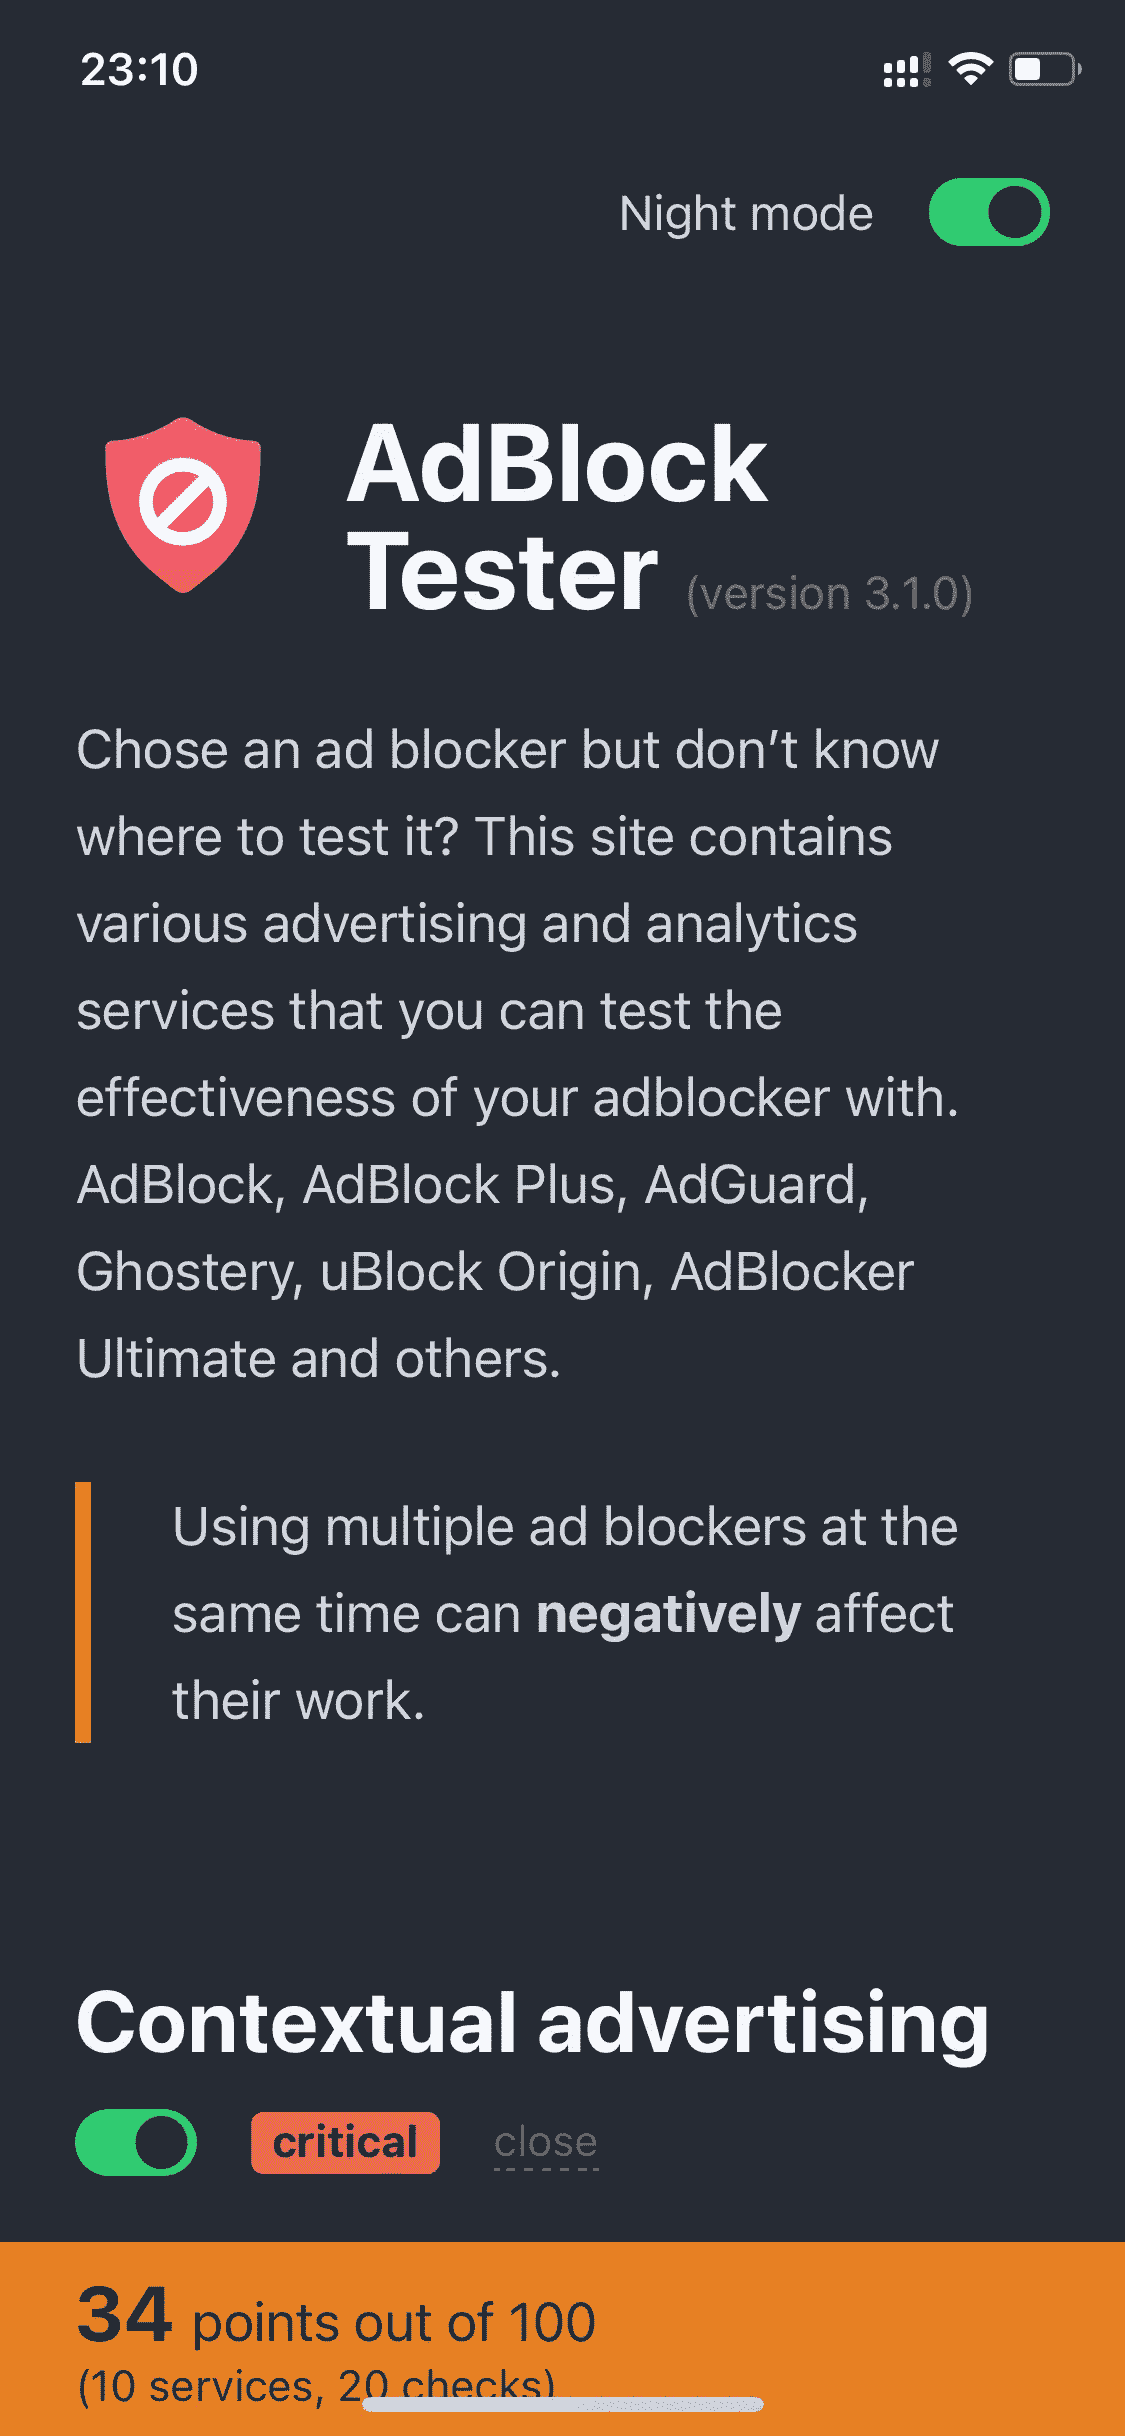 23:10
Night mode
AdBlock
Tester (version 3.1.0)
Chose an ad blocker but don’t know
where to test it? This site contains
various advertising and analytics
services that you can test the
effectiveness of your adblocker with.
AdBlock, AdBlock Plus, AdGuard,
Ghostery, uBlock Origin, AdBlocker
Ultimate and others.
Using multiple ad blockers at the
same time can negatively affect
their work.
Contextual advertising
critical close
34 points out of 100
(10 services, 20 checks)